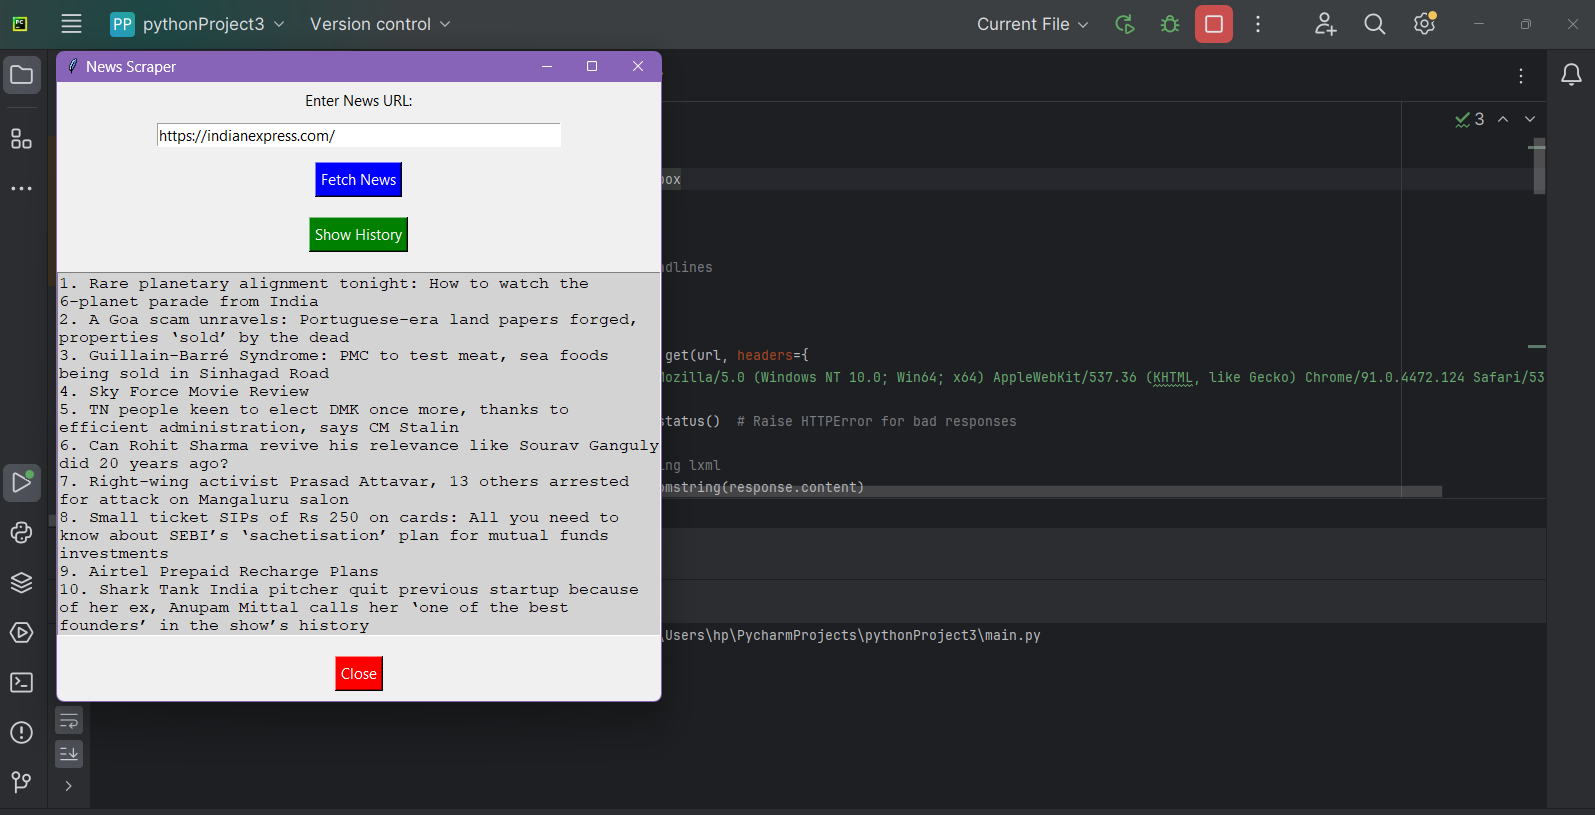 PC
PP pythonProject3 Version control Current File
News Scraper
Enter News URL:
https://indianexpress.com/
Fetch News
Show History
1. Rare planetary alignment tonight: How to watch the
6-planet parade from India
2. A Goa scam unravels: Portuguese-era land papers forged,
properties ‘sold’ by the dead
3. Guillain-Barré Syndrome: PMC to test meat, sea foods
being sold in Sinhagad Road
4. Sky Force Movie Review
5. TN people keen to elect DMK once more, thanks to
efficient administration, says CM Stalin
6. Can Rohit Sharma revive his relevance like Sourav Ganguly
did 20 years ago?
7. Right-wing activist Prasad Attavar, 13 others arrested
for attack on Mangaluru salon
8. Small ticket SIPs of Rs 250 on cards: All you need to
know about SEBI’s ‘sachetisation’ plan for mutual funds
investments
9. Airtel Prepaid Recharge Plans
10. Shark Tank India pitcher quit previous startup because
of her ex, Anupam Mittal calls her ‘one of the best
founders’ in the show’s history
Close
3
ox
dlines
get(url, headers={
ozilla/5.0 (Windows NT 10.0; Win64; x64) AppleWebKit/537.36 (KHTML, like Gecko) Chrome/91.0.4472.124 Safari/53
tatus() # Raise HTTPError for bad responses
ng lxml
omstring(response.content)
\Users\hp\PycharmProjects\pythonProject3\main.py